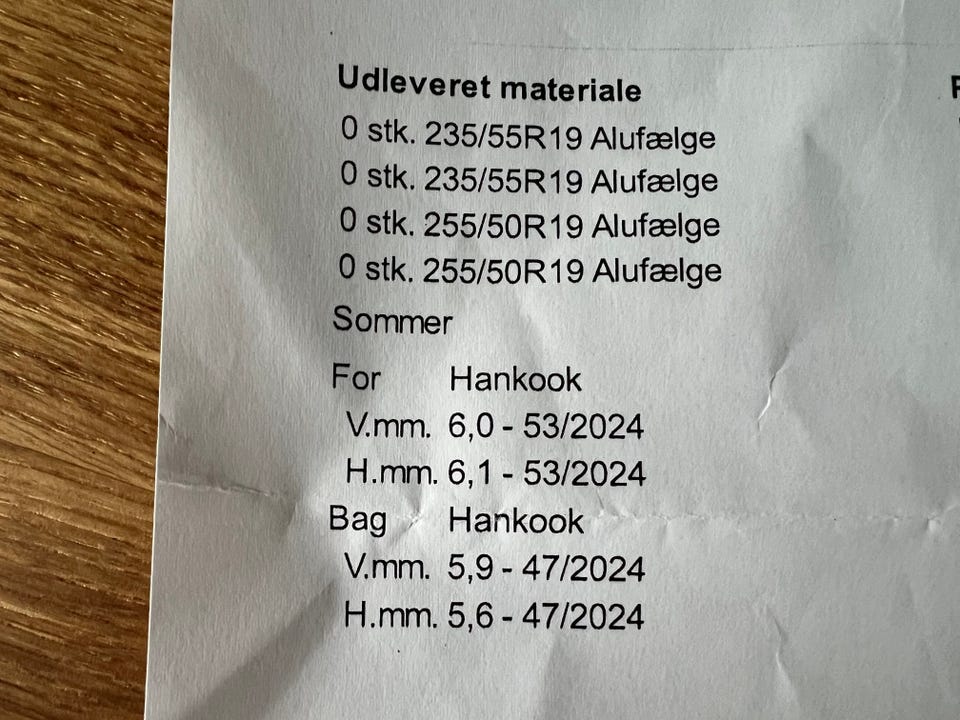 Udleveret materiale
0 stk. 235/55R19 Alufælge
0 stk. 235/55R19 Alufælge
0 stk. 255/50R19 Alufælge
0 stk. 255/50R19 Alufælge
Sommer
For Hankook
V.mm. 6,0 - 53/2024
H.mm. 6,1 - 53/2024
Bag Hankook
V.mm. 5,9 - 47/2024
H.mm. 5,6 - 47/2024